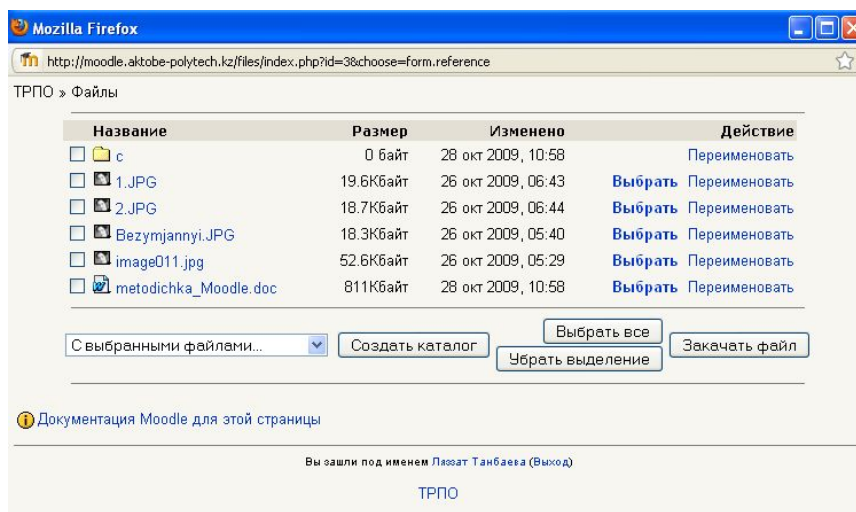 Mozilla Firefox
http://moodle.aktobe-polytech.kz/files/index.php?id=3&choose=form.reference
ТРПО » Файлы
Название Размер Изменено Действие
с 0 байт 28 окт 2009, 10:58 Переименовать
1.JPG 19.6Кбайт 26 окт 2009, 06:43 Выбрать Переименовать
2.JPG 18.7Кбайт 26 окт 2009, 06:44 Выбрать Переименовать
Bezymjannyi.JPG 18.3Кбайт 26 окт 2009, 05:40 Выбрать Переименовать
image011.jpg 52.6Кбайт 26 окт 2009, 05:29 Выбрать Переименовать
metodichka_Moodle.doc 811Кбайт 28 окт 2009, 10:58 Выбрать Переименовать
С выбранными файлами... Создать каталог Выбрать все Закачать файл
Убрать выделение
Документация Moodle для этой страницы
Вы зашли под именем Ляззат Танбаева (Выход)
ТРПО